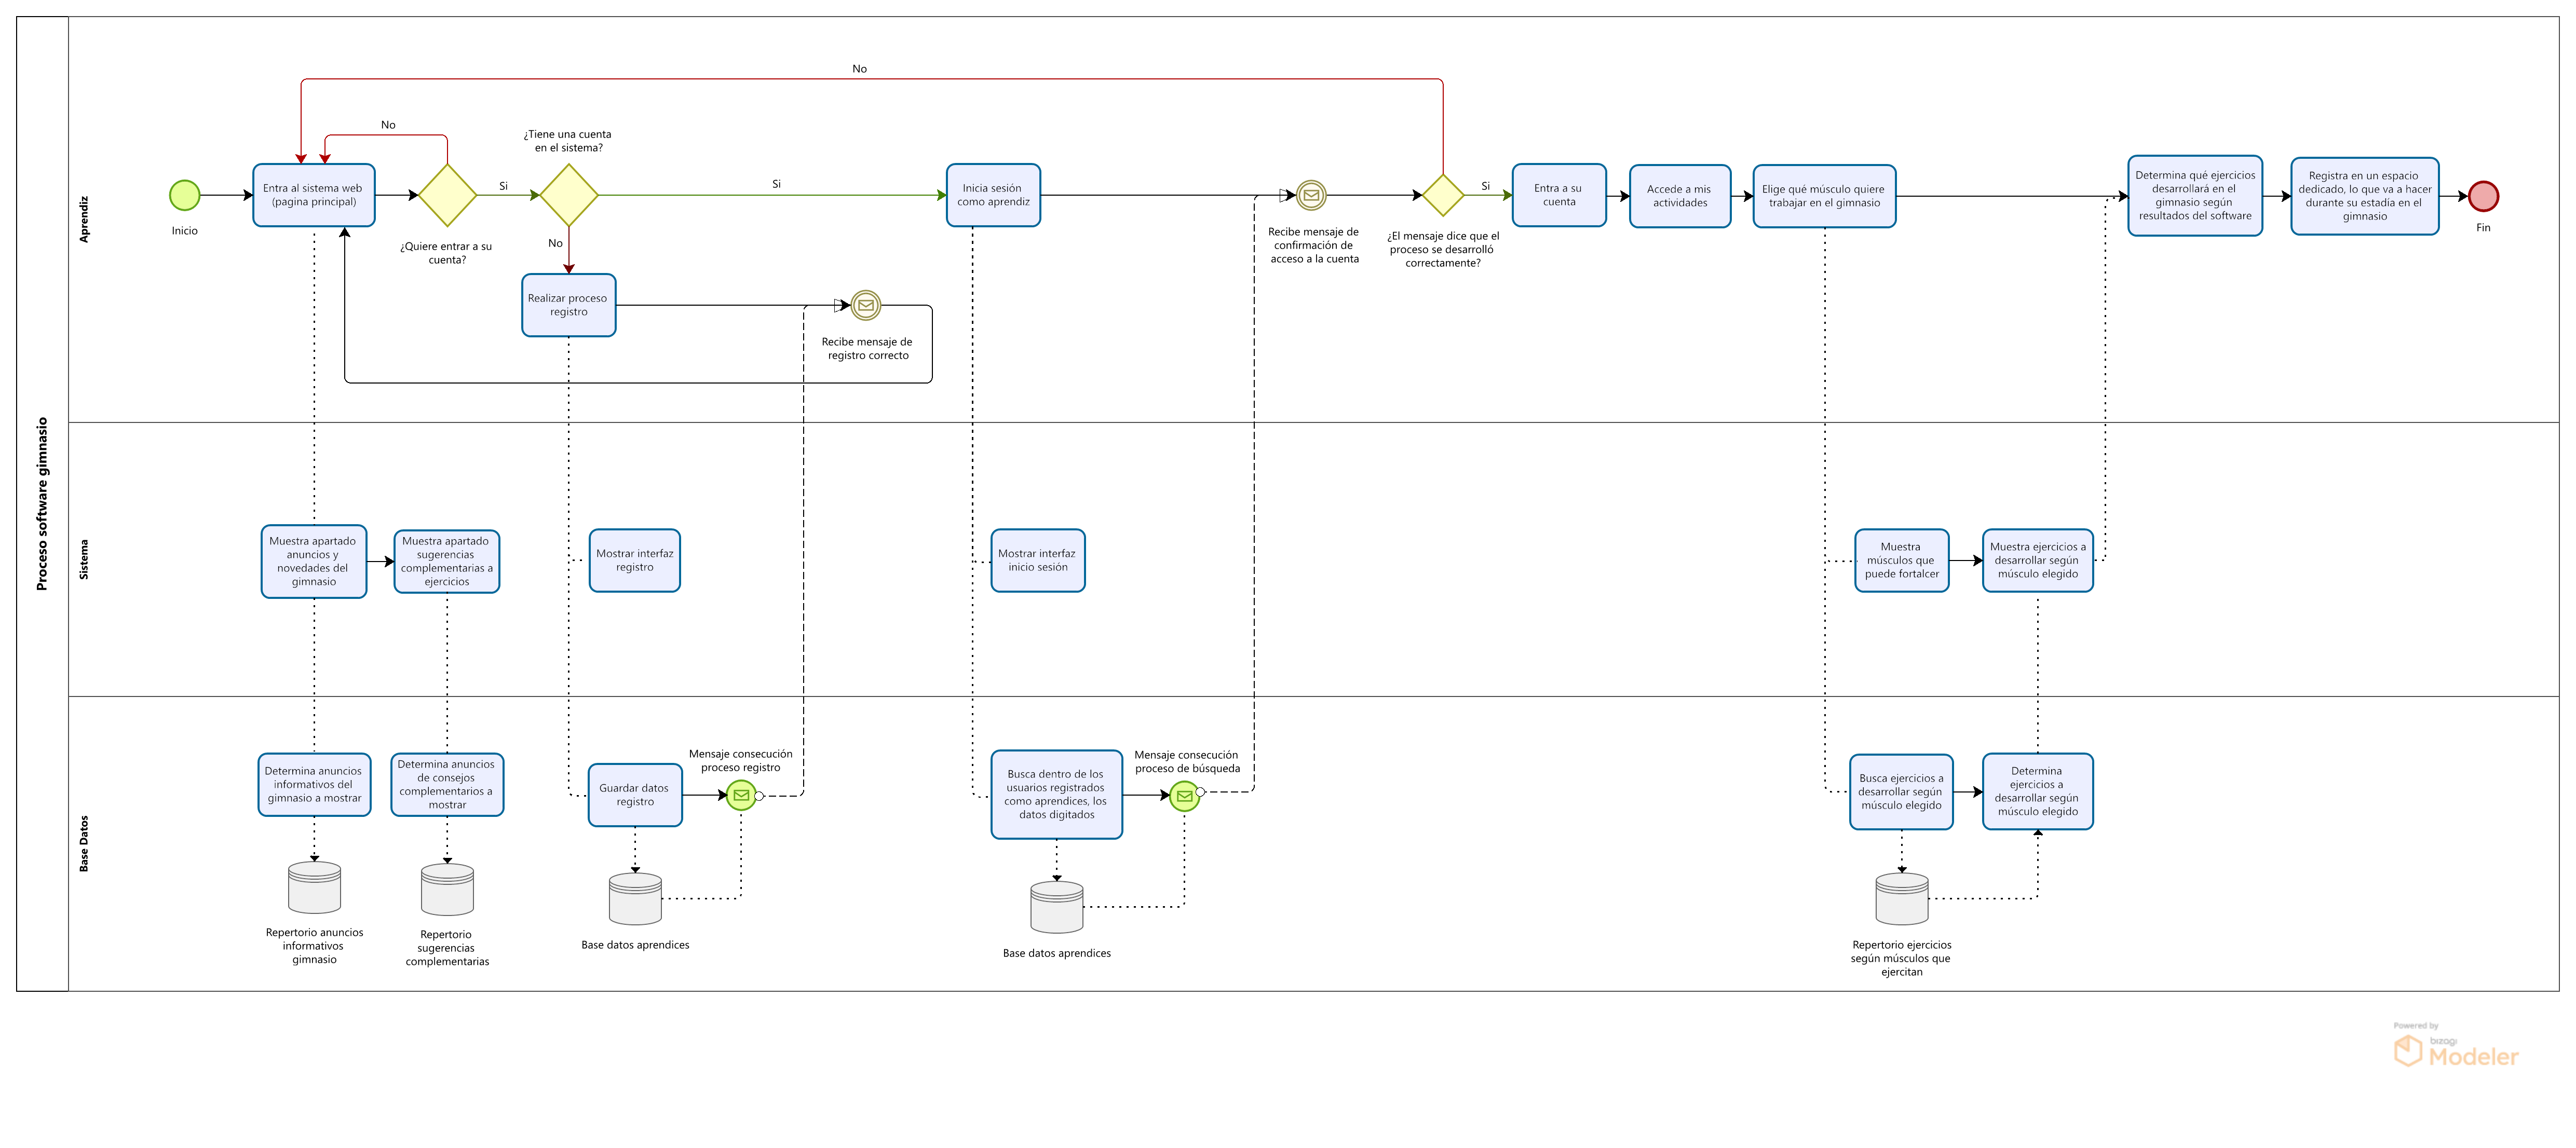 Proceso software gimnasio
Aprendiz
No
No
¿Tiene una cuenta
en el sistema?
Inicio
Entra al sistema web
(pagina principal)
¿Quiere entrar a su
cuenta?
Si
Si
No
Realizar proceso
registro
Recibe mensaje de
registro correcto
Inicia sesión
como aprendiz
Recibe mensaje de
confirmación de
acceso a la cuenta
¿El mensaje dice que el
proceso se desarrolló
correctamente?
Si
Entra a su
cuenta
Accede a mis
actividades
Elige qué músculo quiere
trabajar en el gimnasio
Determina qué ejercicios
desarrollará en el
gimnasio según
resultados del software
Registra en un espacio
dedicado, lo que va a hacer
durante su estadía en el
gimnasio
Fin
Sistema
Muestra apartado
anuncios y
novedades del
gimnasio
Muestra apartado
sugerencias
complementarias a
ejercicios
Mostrar interfaz
registro
Mostrar interfaz
inicio sesión
Muestra
músculos que
puede fortalcer
Muestra ejercicios a
desarrollar según
músculo elegido
Base Datos
Determina anuncios
informativos del
gimnasio a mostrar
Determina anuncios
de consejos
complementarios a
mostrar
Guardar datos
registro
Mensaje consecución
proceso registro
Busca dentro de los
usuarios registrados
como aprendices, los
datos digitados
Mensaje consecución
proceso de búsqueda
Busca ejercicios a
desarrollar según
músculo elegido
Determina
ejercicios a
desarrollar según
músculo elegido
Repertorio anuncios
informativos
gimnasio
Repertorio
sugerencias
complementarias
Base datos aprendices
Base datos aprendices
Repertorio ejercicios
según músculos que
ejercitan
Powered by
bizagi
Modeler